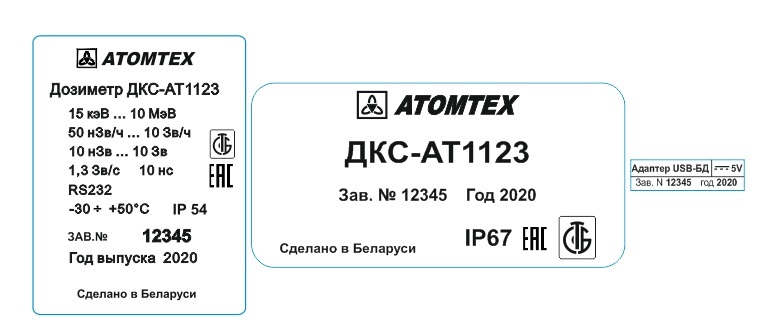 ATOMTEX
Дозиметр ДКС-АТ1123
15 кэВ ... 10 МэВ
50 нЗв/ч ... 10 Зв/ч
10 нЗв ... 10 Зв
1,3 Зв/с 10 нс
RS232
-30 ÷ +50°C IP 54
ЗАВ.№ 12345
Год выпуска 2020
Сделано в Беларуси
ATOMTEX
ДКС-АТ1123
Зав. № 12345 Год 2020
Сделано в Беларуси IP67 EAC
Адаптер USB-БД 5V
Зав. N 12345 год 2020
EAC